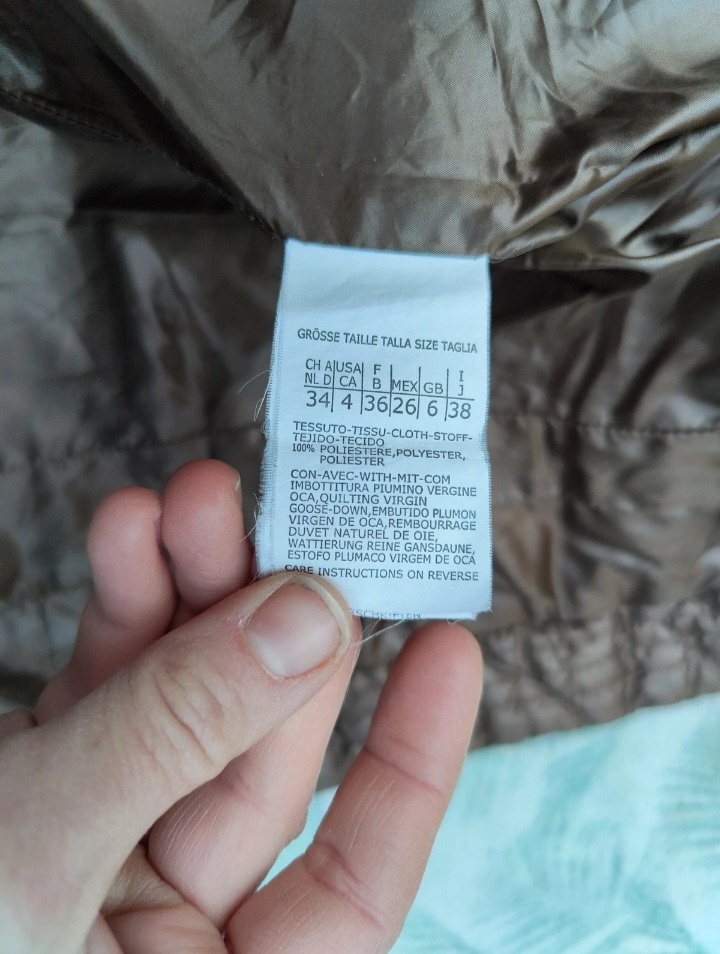 GRÖSSE TAILLE TALLA SIZE TAGLIA
CH A USA F I
NL D CA B MEX GB J
34 4 36 26 6 38
TESSUTO-TISSU-CLOTH-STOFF-
TEJIDO-TECIDO
100% POLIESTERE,POLYESTER,
POLIESTER
CON-AVEC-WITH-MIT-COM
IMBOTTITURA PIUMINO VERGINE
OCA,QUILTING VIRGIN
GOOSE-DOWN,EMBUTIDO PLUMON
VIRGEN DE OCA,REMBOURRAGE
DUVET NATUREL DE OIE,
WATTIERUNG REINE GANSDAUNE,
ESTOFO PLUMACO VIRGEM DE OCA
CARE INSTRUCTIONS ON REVERSE